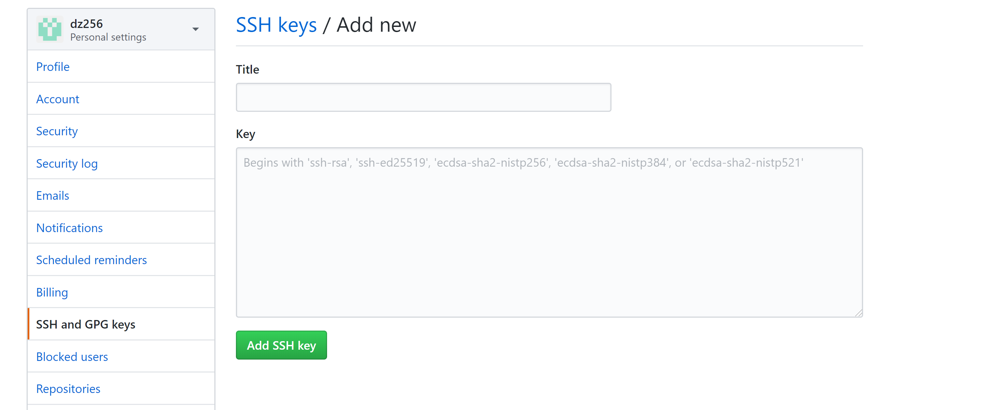 dz256
Personal settings
Profile
Account
Security
Security log
Emails
Notifications
Scheduled reminders
Billing
SSH and GPG keys
Blocked users
Repositories
SSH keys / Add new
Title
Key
Begins with 'ssh-rsa', 'ssh-ed25519', 'ecdsa-sha2-nistp256', 'ecdsa-sha2-nistp384', or 'ecdsa-sha2-nistp521'
Add SSH key